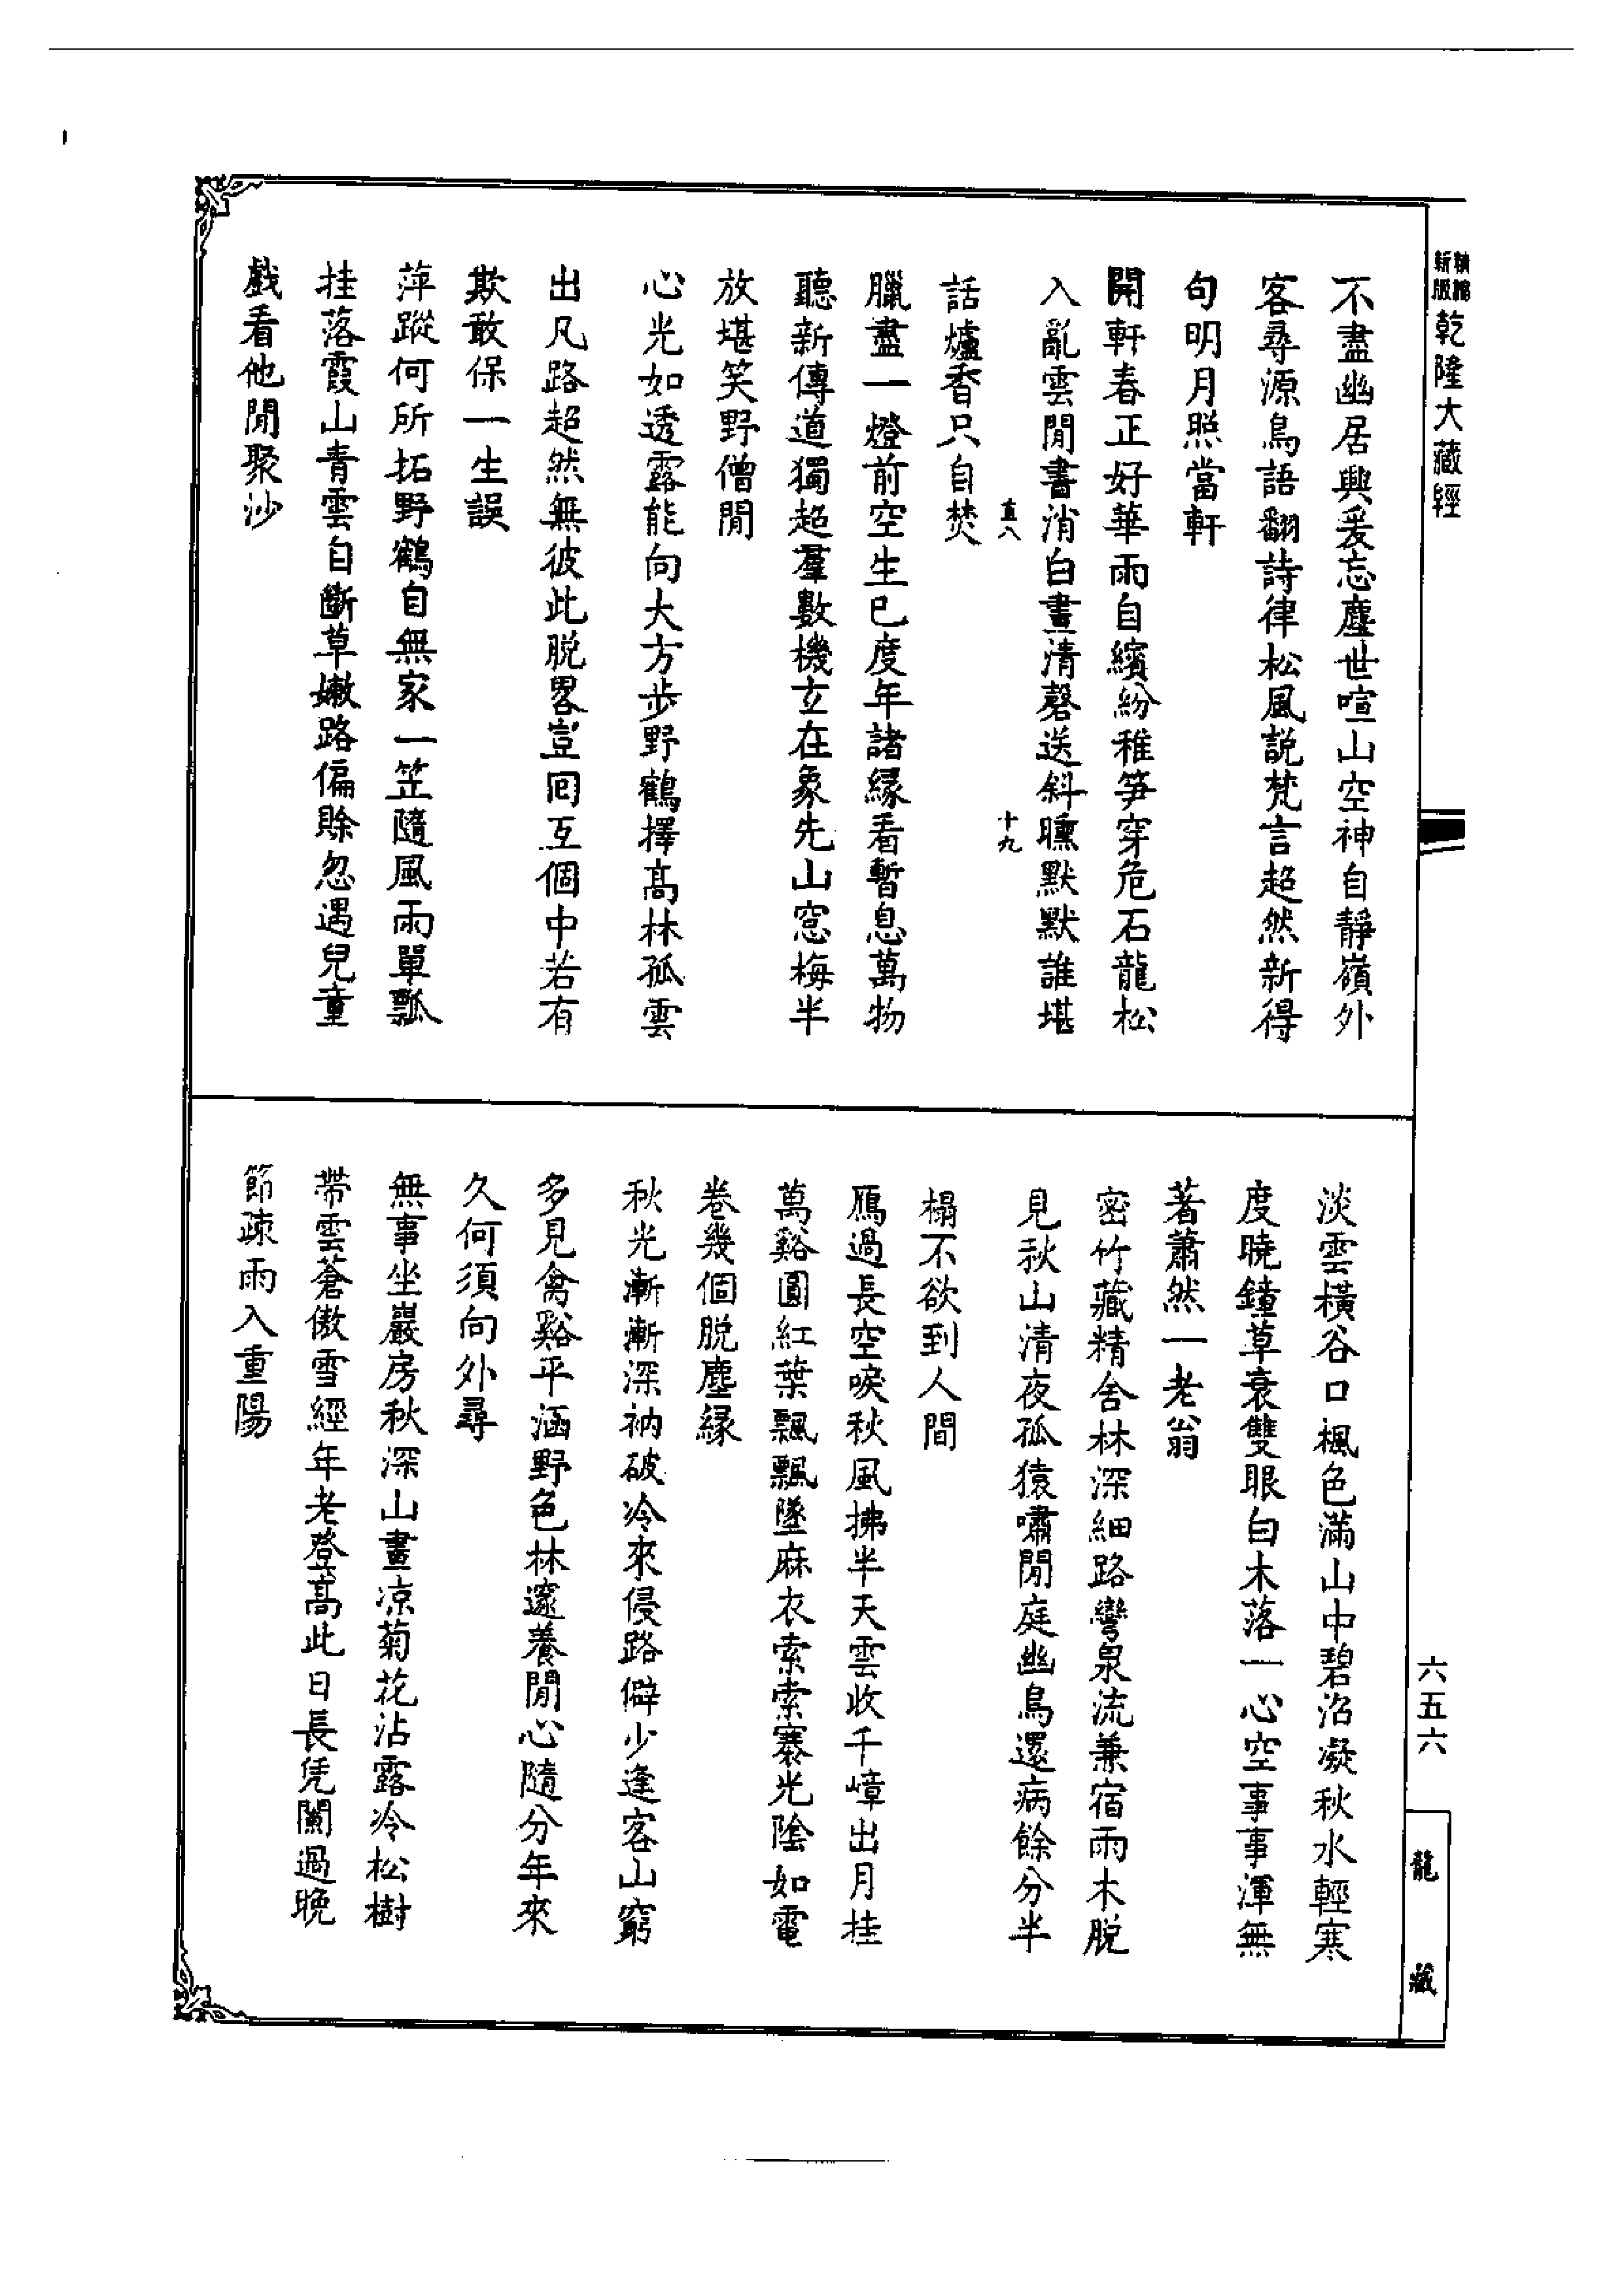 新版
精縮
乾隆大藏經
不盡幽居興爰忘塵世喧山空神自靜嶺外
客尋源鳥語翻詩律松風説梵言超然新得
句明月照當軒
開軒春正好華雨自繽紛稚笋穿危石龍松
入亂雲閒書消白晝清磬送斜曛默默誰堪
直八
十九
話爐香只自焚
臘盡一燈前空生已度年諸縁看暫息萬物
聽新傳道獨超羣數機玄在象先山窓梅半
放堪笑野僧閒
心光如透露能向大方步野鶴擇高林孤雲
出凡路超然無彼此脱畧豈囘互個中若有
欺敢保一生誤
萍蹤何所拓野鶴自無家一笠隨風雨單瓢
挂落霞山青雲自斷草嫩路偏賒忽遇兒童
戲看他閒聚沙
淡雲橫谷口楓色滿山中碧沼凝秋水輕寒
度曉鐘草衰雙眼白木落一心空事事渾無
著蕭然一老翁
密竹藏精舍林深細路彎泉流兼宿雨木脱
見秋山清夜孤猿嘯閒庭幽鳥還病餘分半
榻不欲到人間
鴈過長空唳秋風拂半天雲收千嶂出月挂
萬谿圓紅葉飄飄墜麻衣索索褰光陰如電
卷幾個脱塵縁
秋光漸漸深衲破冷來侵路僻少逢客山窮
多見禽谿平涵野色林邃養閒心隨分年來
久何須向外尋
無事坐巖房秋深山晝凉菊花沾露冷松樹
帶雲蒼傲雪經年老登高此日長凭闌過晚
節疎雨入重陽
六五六
龍藏